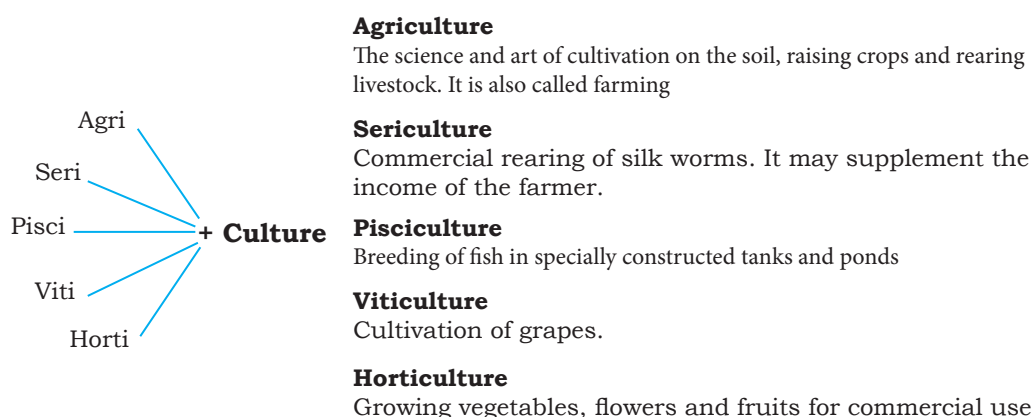 Agri
Seri
Pisci
Viti
Horti
+ Culture
Agriculture
The science and art of cultivation on the soil, raising crops and rearing
livestock. It is also called farming
Sericulture
Commercial rearing of silk worms. It may supplement the
income of the farmer.
Pisciculture
Breeding of fish in specially constructed tanks and ponds
Viticulture
Cultivation of grapes.
Horticulture
Growing vegetables, flowers and fruits for commercial use